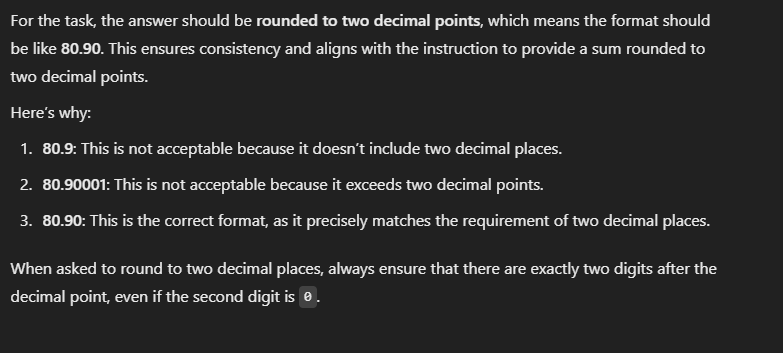 For the task, the answer should be rounded to two decimal points, which means the format should
be like 80.90. This ensures consistency and aligns with the instruction to provide a sum rounded to
two decimal points.
Here's why:
1. 80.9: This is not acceptable because it doesn't include two decimal places.
2. 80.90001: This is not acceptable because it exceeds two decimal points.
3. 80.90: This is the correct format, as it precisely matches the requirement of two decimal places.
When asked to round to two decimal places, always ensure that there are exactly two digits after the
decimal point, even if the second digit is 0.